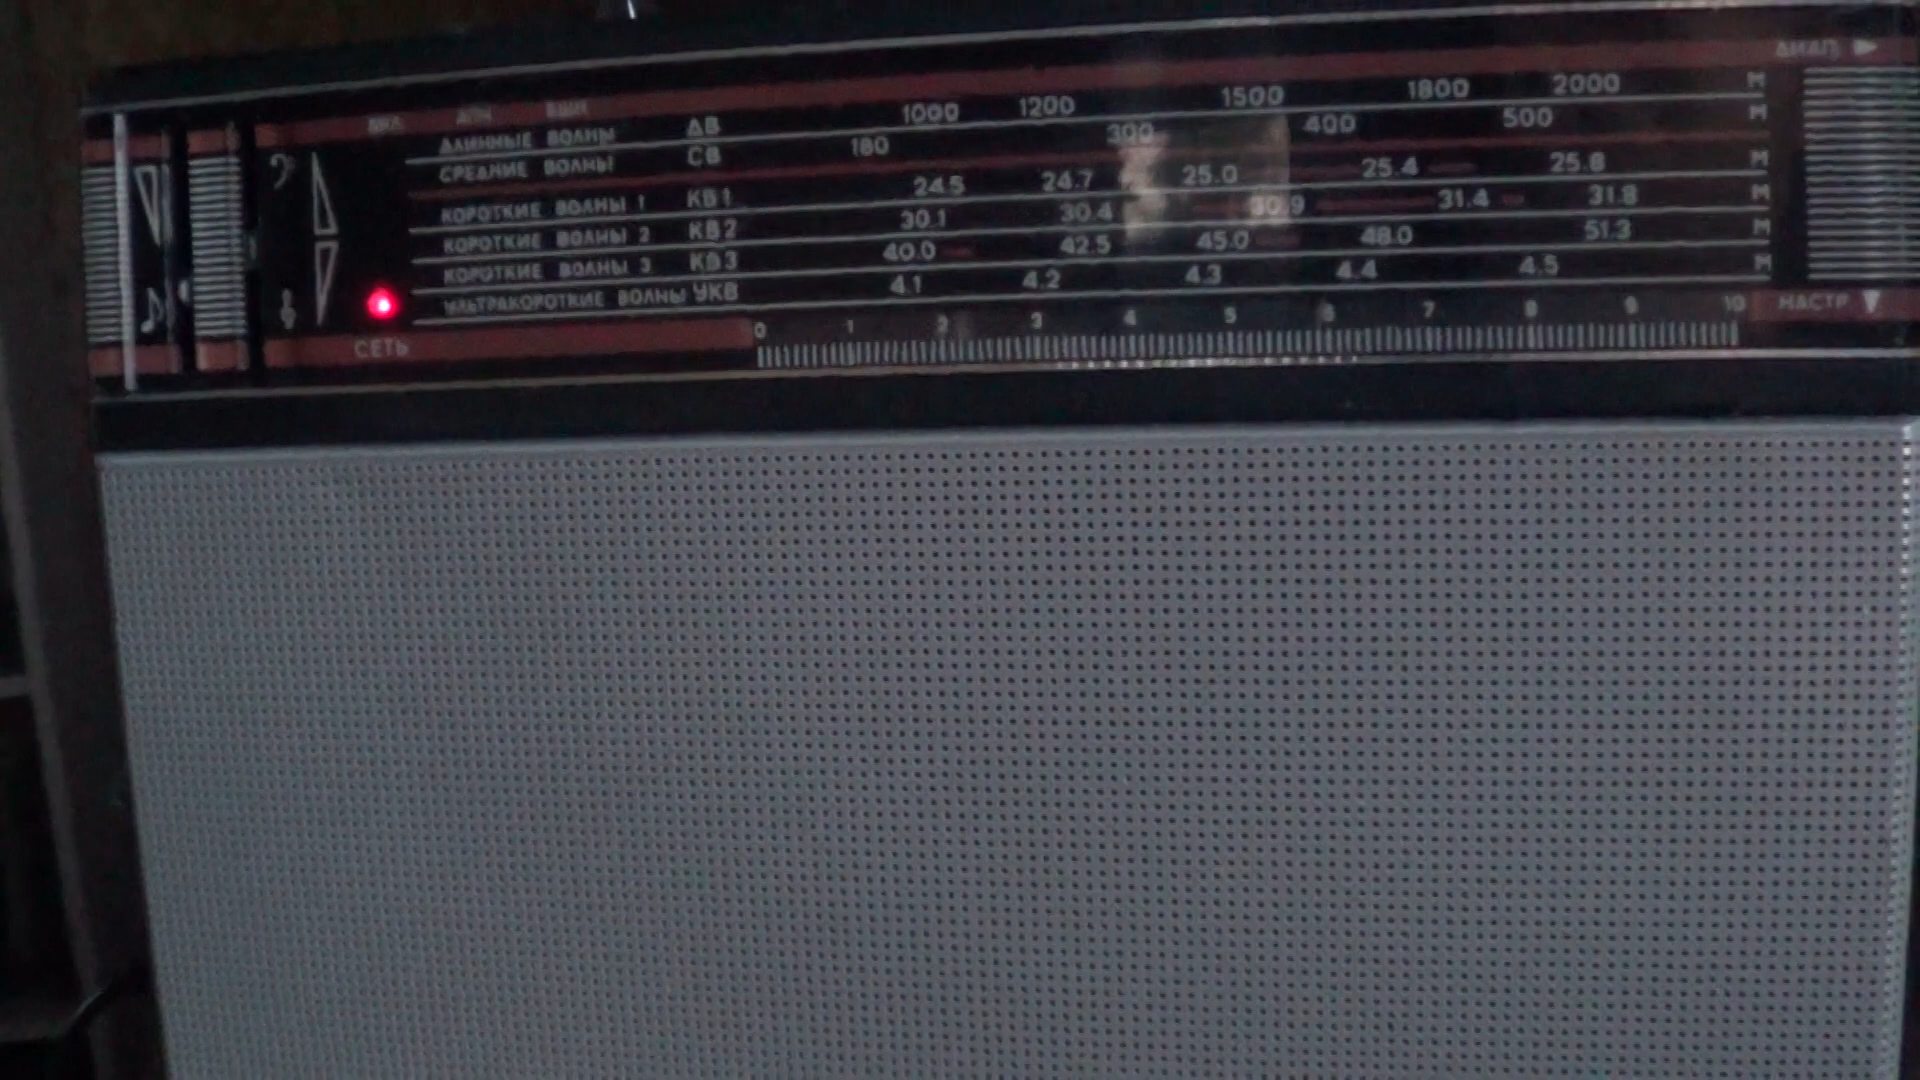 ВКЛ АПЧ ДИАП
ДЛИННЫЕ ВОЛНЫ ДВ 1000 1200 1500 1800 2000 М
СРЕДНИЕ ВОЛНЫ СВ 180 300 400 500 М
КОРОТКИЕ ВОЛНЫ 1 КВ1 24.5 24.7 25.0 25.4 25.8 М
КОРОТКИЕ ВОЛНЫ 2 КВ2 30.1 30.4 30.9 31.4 31.8 М
КОРОТКИЕ ВОЛНЫ 3 КВ3 40.0 42.5 45.0 48.0 51.3 М
УЛЬТРАКОРОТКИЕ ВОЛНЫ УКВ 4.1 4.2 4.3 4.4 4.5 М
СЕТЬ 0 1 2 3 4 5 6 7 8 9 10 НАСТР